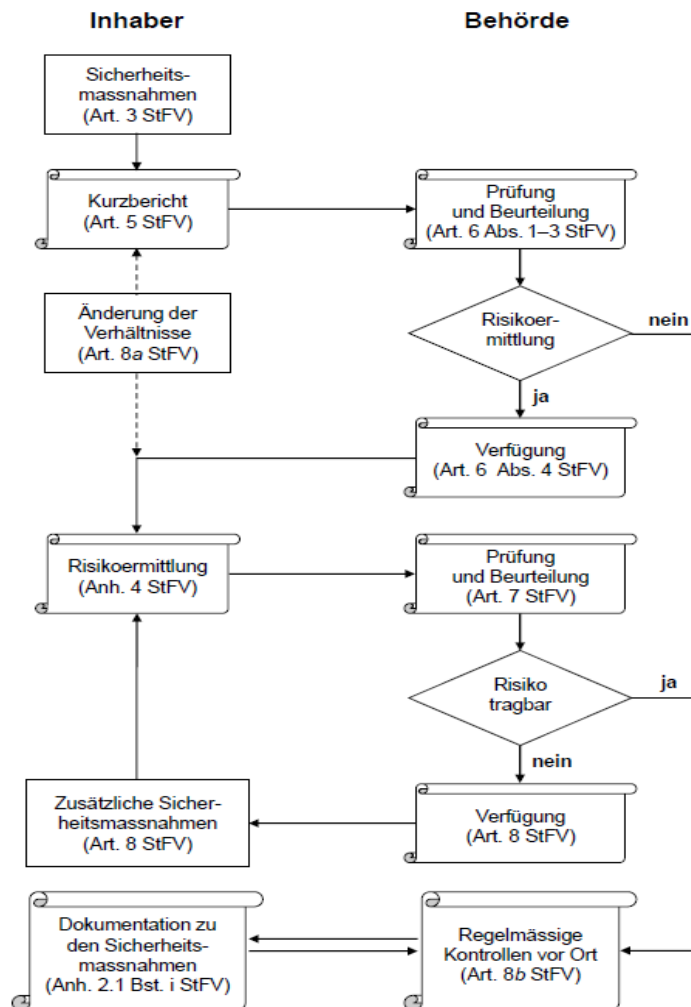 Inhaber
Behörde
Sicherheits-
massnahmen
(Art. 3 StFV)
Kurzbericht
(Art. 5 StFV)
Prüfung
und Beurteilung
(Art. 6 Abs. 1–3 StFV)
Änderung der
Verhältnisse
(Art. 8a StFV)
Risikoer-
mittlung
nein
ja
Verfügung
(Art. 6 Abs. 4 StFV)
Risikoermittlung
(Anh. 4 StFV)
Prüfung
und Beurteilung
(Art. 7 StFV)
Risiko
tragbar
ja
nein
Zusätzliche Sicher-
heitsmassnahmen
(Art. 8 StFV)
Verfügung
(Art. 8 StFV)
Dokumentation zu
den Sicherheits-
massnahmen
(Anh. 2.1 Bst. i StFV)
Regelmässige
Kontrollen vor Ort
(Art. 8b StFV)